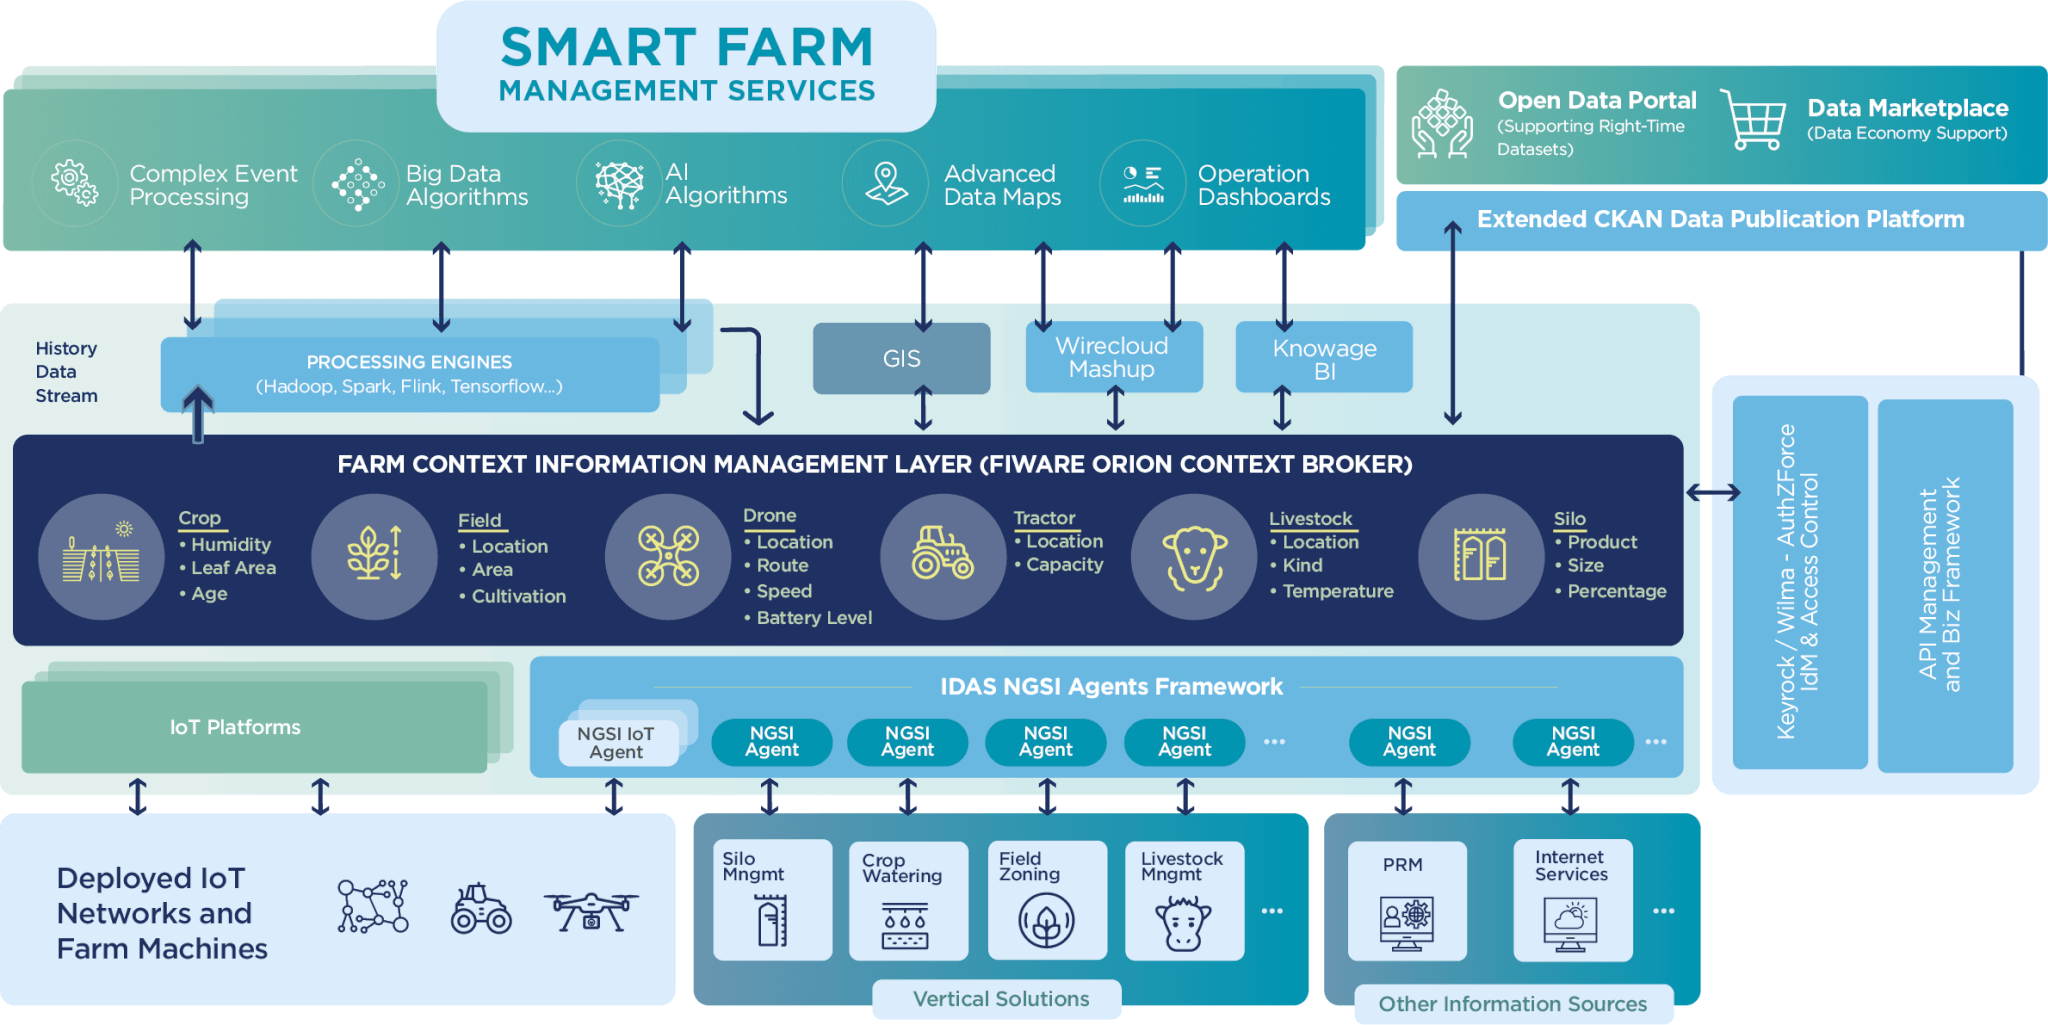 SMART FARM
MANAGEMENT SERVICES
Complex Event
Processing
Big Data
Algorithms
AI
Algorithms
Advanced
Data Maps
Operation
Dashboards
Open Data Portal
(Supporting Right-Time
Datasets)
Data Marketplace
(Data Economy Support)
Extended CKAN Data Publication Platform
History
Data
Stream
PROCESSING ENGINES
(Hadoop, Spark, Flink, Tensorflow...)
GIS
Wirecloud
Mashup
Knowage
BI
FARM CONTEXT INFORMATION MANAGEMENT LAYER (FIWARE ORION CONTEXT BROKER)
Crop
• Humidity
• Leaf Area
• Age
Field
• Location
• Area
• Cultivation
Drone
• Location
• Route
• Speed
• Battery Level
Tractor
• Location
• Capacity
Livestock
• Location
• Kind
• Temperature
Silo
• Product
• Size
• Percentage
Keyrock / Wilma - AuthZForce
IdM & Access Control
API Management
and Biz Framework
IoT Platforms
IDAS NGSI Agents Framework
NGSI IoT
Agent
NGSI
Agent
NGSI
Agent
NGSI
Agent
NGSI
Agent
...
NGSI
Agent
NGSI
Agent
...
Deployed IoT
Networks and
Farm Machines
Silo
Mngmt
Crop
Watering
Field
Zoning
Livestock
Mngmt
...
Vertical Solutions
PRM
Internet
Services
...
Other Information Sources